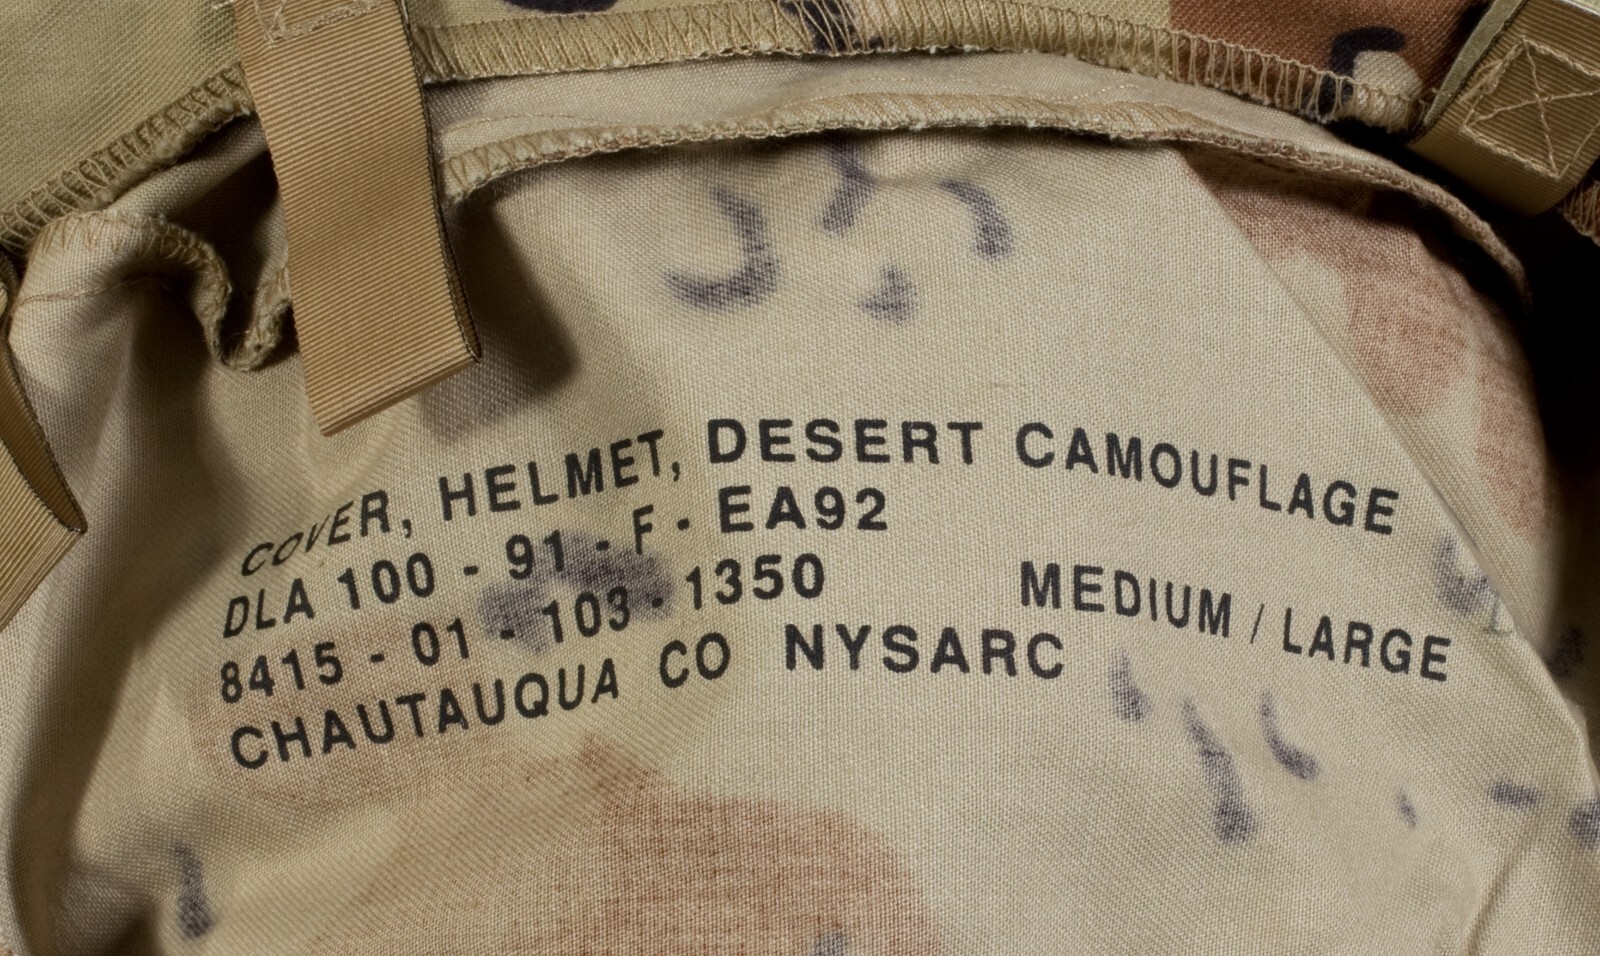 COVER, HELMET, DESERT CAMOUFLAGE
DLA 100 - 91 - F - EA92
8415 - 01 - 103 - 1350 MEDIUM / LARGE
CHAUTAUQUA CO NYSARC